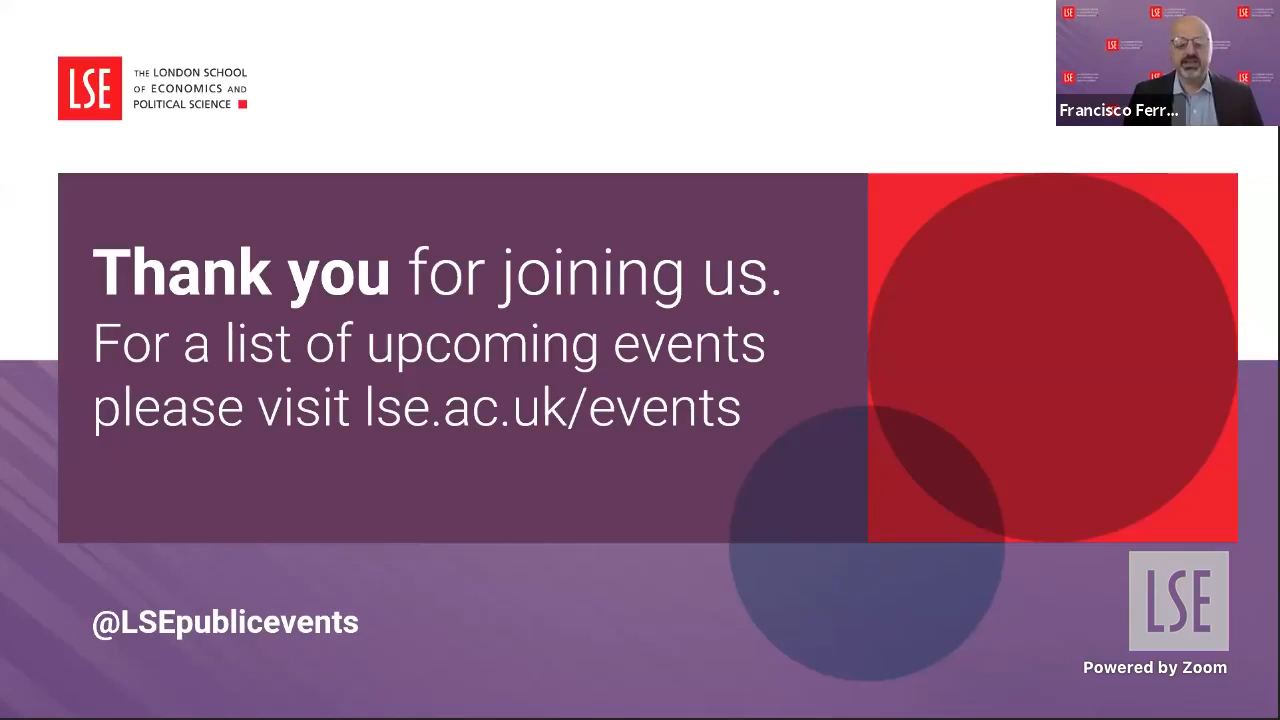 LSE
THE LONDON SCHOOL
OF ECONOMICS AND
POLITICAL SCIENCE
Francisco Ferr...
Thank you for joining us.
For a list of upcoming events
please visit lse.ac.uk/events
@LSEpublicevents
LSE
Powered by Zoom